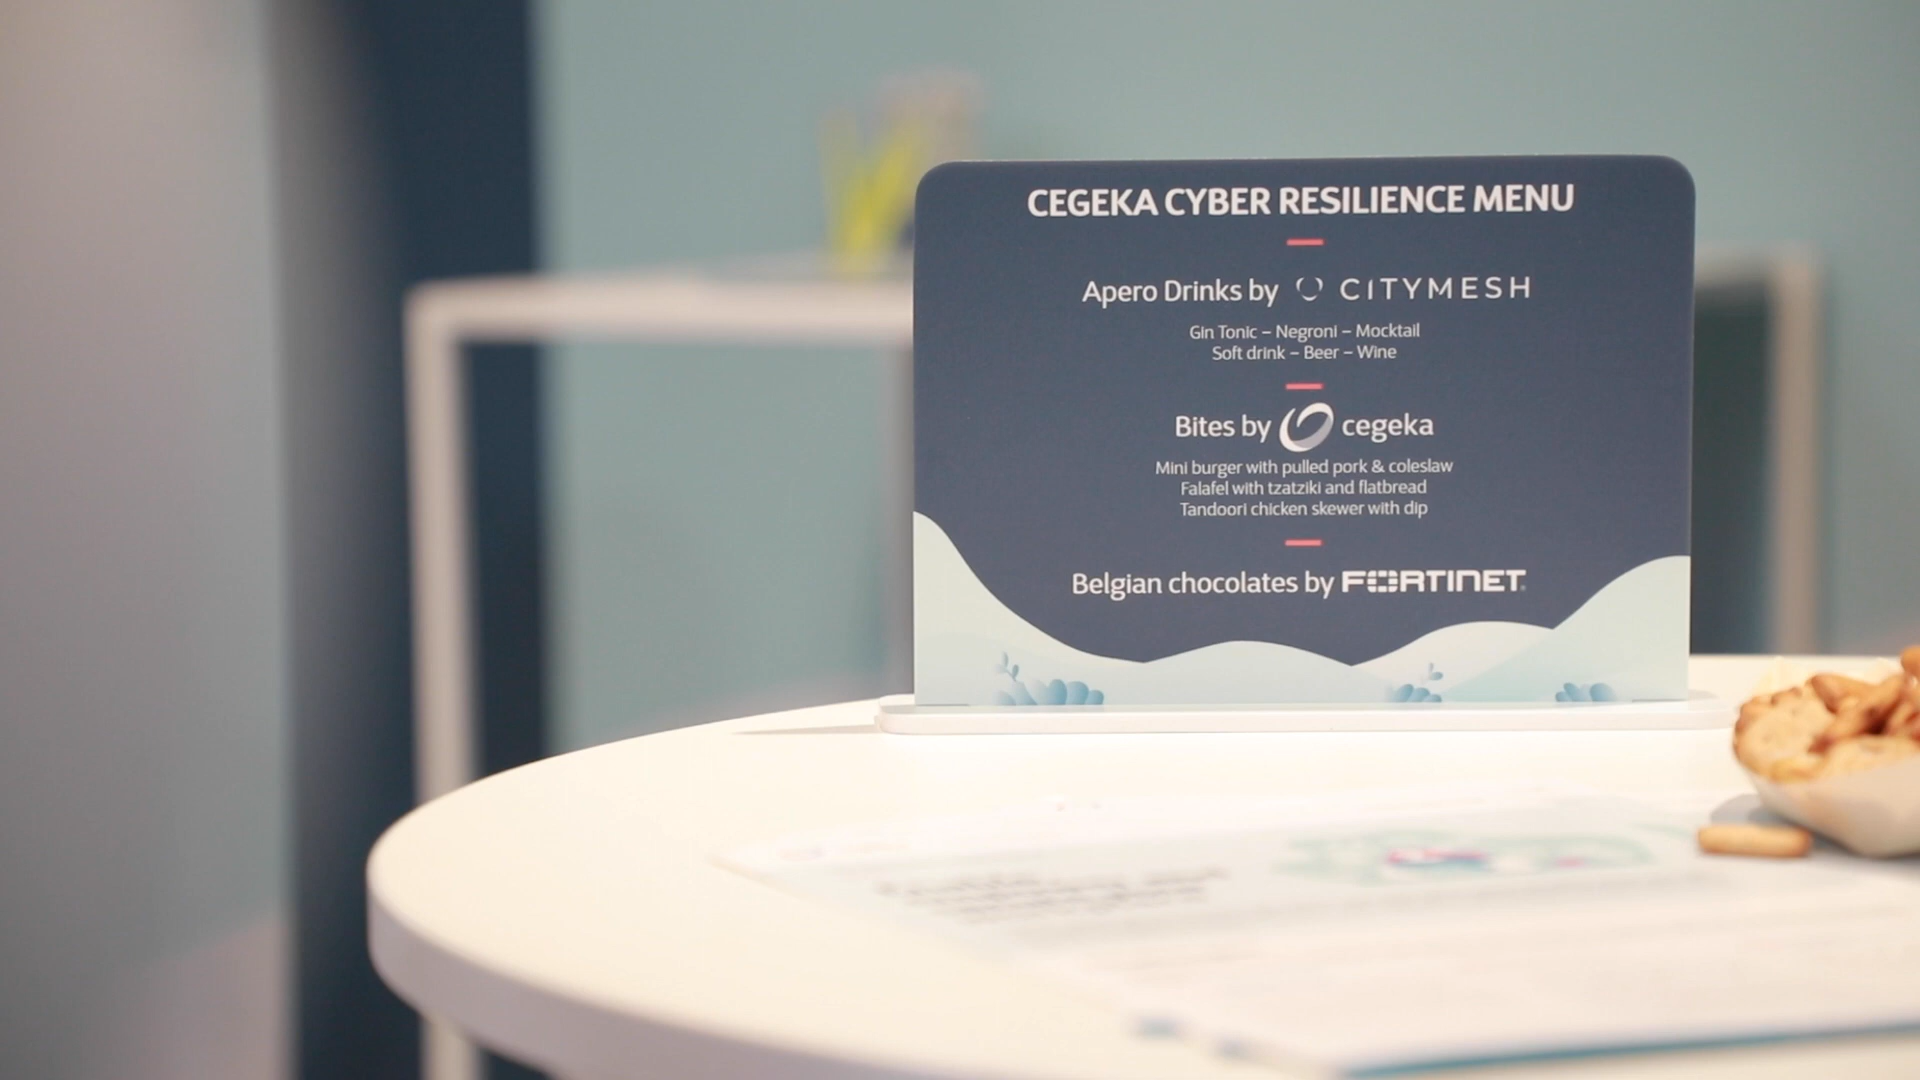 CEGEKA CYBER RESILIENCE MENU
Apero Drinks by CITYMESH
Gin Tonic – Negroni – Mocktail
Soft drink – Beer – Wine
Bites by cegeka
Mini burger with pulled pork & coleslaw
Falafel with tzatziki and flatbread
Tandoori chicken skewer with dip
Belgian chocolates by FORTINET